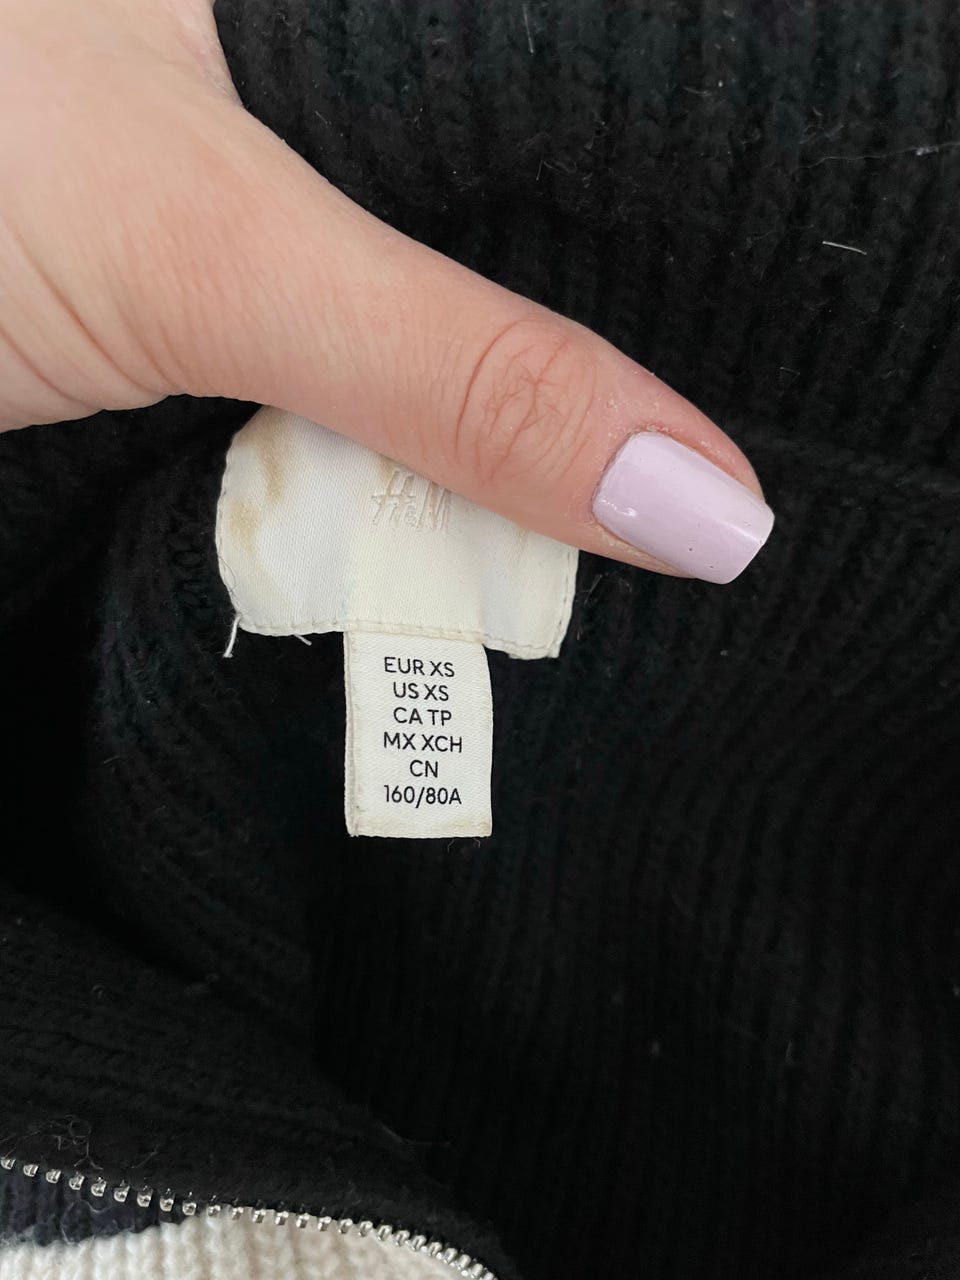 H&M
EUR XS
US XS
CA TP
MX XCH
CN
160/80A